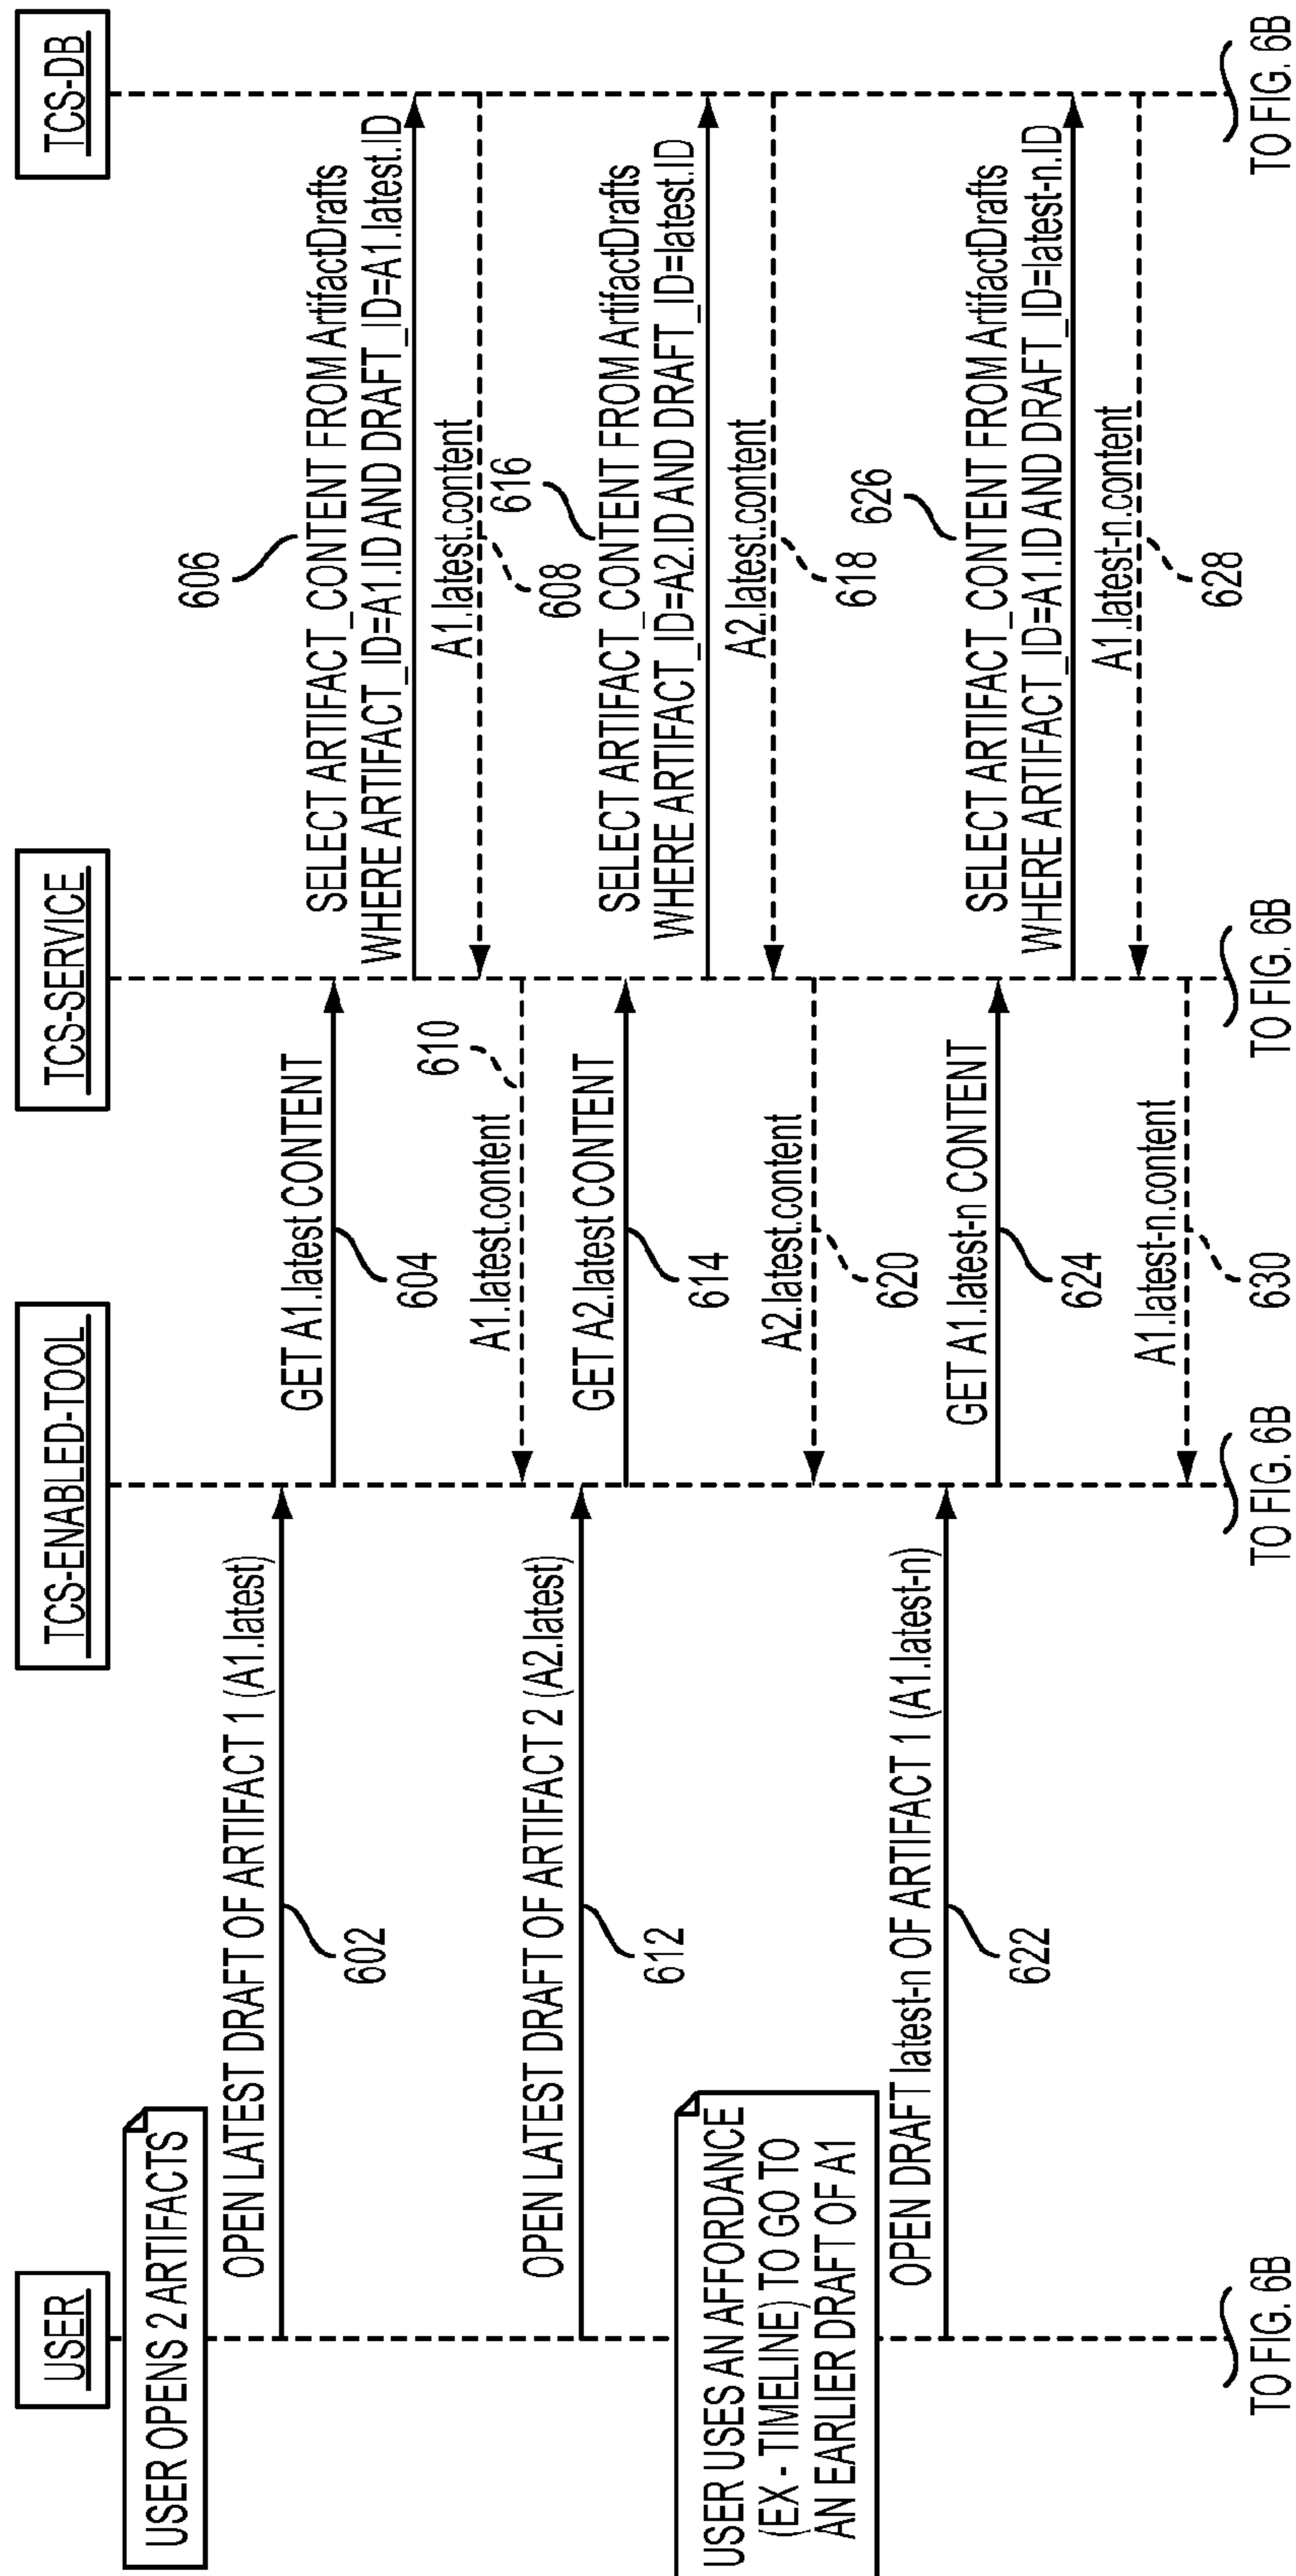 USER
TCS-ENABLED-TOOL
TCS-SERVICE
TCS-DB
USER OPENS 2 ARTIFACTS
OPEN LATEST DRAFT OF ARTIFACT 1 (A1.latest)
602
GET A1.latest CONTENT
604
606
SELECT ARTIFACT_CONTENT FROM ArtifactDrafts
WHERE ARTIFACT_ID=A1.ID AND DRAFT_ID=A1.latest.ID
A1.latest.content
608
610
A1.latest.content
OPEN LATEST DRAFT OF ARTIFACT 2 (A2.latest)
612
GET A2.latest CONTENT
614
616
SELECT ARTIFACT_CONTENT FROM ArtifactDrafts
WHERE ARTIFACT_ID=A2.ID AND DRAFT_ID=latest.ID
A2.latest.content
618
A2.latest.content
620
USER USES AN AFFORDANCE
(EX - TIMELINE) TO GO TO
AN EARLIER DRAFT OF A1
OPEN DRAFT latest-n OF ARTIFACT 1 (A1.latest-n)
622
GET A1.latest-n CONTENT
624
626
SELECT ARTIFACT_CONTENT FROM ArtifactDrafts
WHERE ARTIFACT_ID=A1.ID AND DRAFT_ID=latest-n.ID
A1.latest-n.content
628
A1.latest-n.content
630
TO FIG. 6B
TO FIG. 6B
TO FIG. 6B
TO FIG. 6B